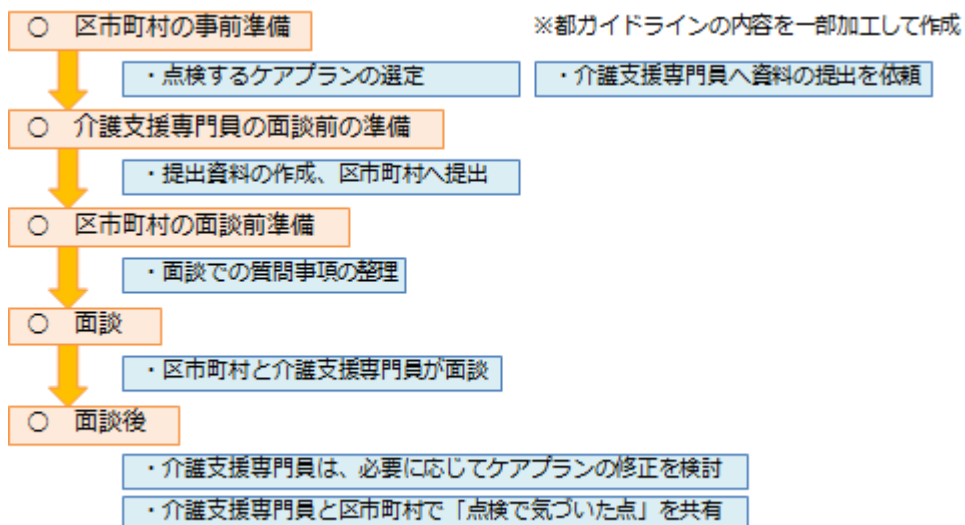 ○　区市町村の事前準備
※都ガイドラインの内容を一部加工して作成
・点検するケアプランの選定
・介護支援専門員へ資料の提出を依頼
○　介護支援専門員の面談前の準備
・提出資料の作成、区市町村へ提出
○　区市町村の面談前準備
・面談での質問事項の整理
○　面談
・区市町村と介護支援専門員が面談
○　面談後
・介護支援専門員は、必要に応じてケアプランの修正を検討
・介護支援専門員と区市町村で「点検で気づいた点」を共有